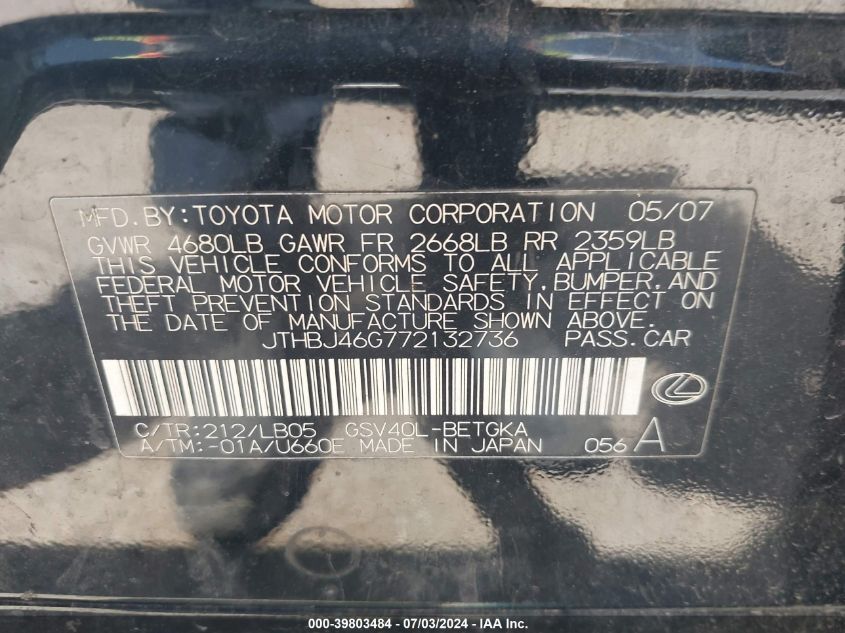 MFD.BY:TOYOTA MOTOR CORPORATION 05/07
GVWR 4680LB GAWR FR 2668LB RR 2359LB
THIS VEHICLE CONFORMS TO ALL APPLICABLE
FEDERAL MOTOR VEHICLE SAFETY,BUMPER,AND
THEFT PREVENTION STANDARDS IN EFFECT ON
THE DATE OF MANUFACTURE SHOWN ABOVE.
JTHBJ46G772132736 PASS.CAR
C/TR:212/LB05 GSV40L-BETGKA
A/TM:-01A/U660E MADE IN JAPAN 056 A
000-39803484 - 07/03/2024 - IAA Inc.